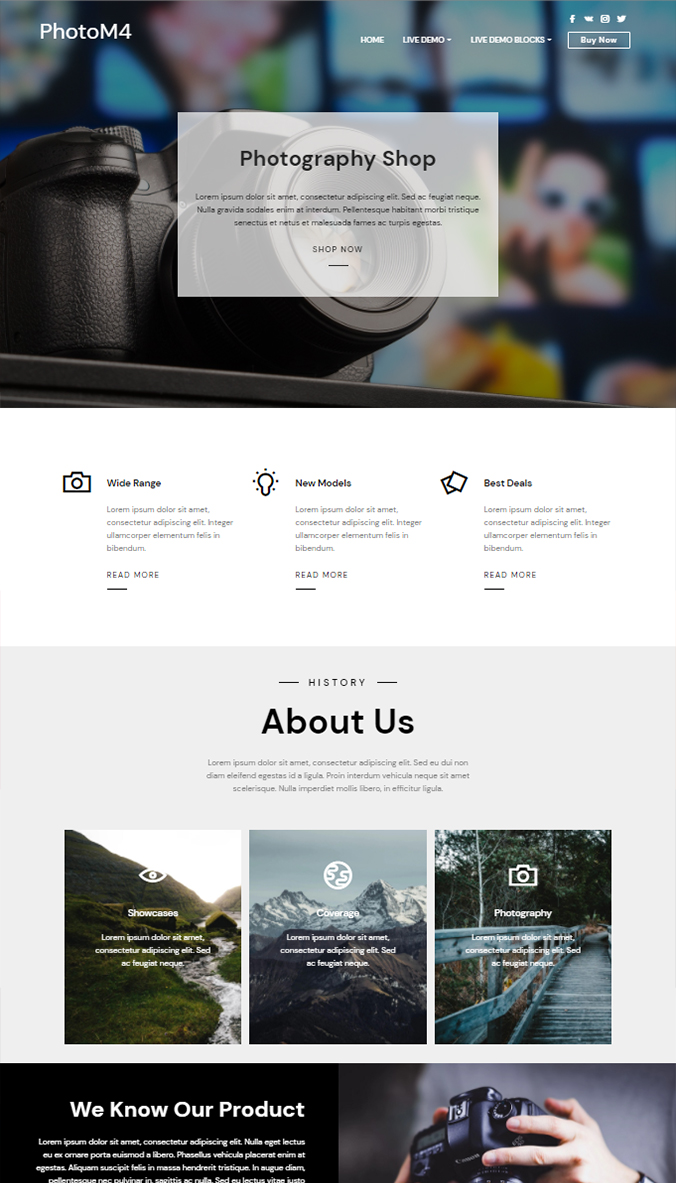 PhotoM4
HOME LIVE DEMO LIVE DEMO BLOCKS Buy Now
Photography Shop
Lorem ipsum dolor sit amet, consectetur adipiscing elit. Sed ac feugiat neque.
Nulla gravida sodales enim at interdum. Pellentesque habitant morbi tristique
senectus et netus et malesuada fames ac turpis egestas.
SHOP NOW
Wide Range
Lorem ipsum dolor sit amet,
consectetur adipiscing elit. Integer
ullamcorper elementum felis in
bibendum.
READ MORE
New Models
Lorem ipsum dolor sit amet,
consectetur adipiscing elit. Integer
ullamcorper elementum felis in
bibendum.
READ MORE
Best Deals
Lorem ipsum dolor sit amet,
consectetur adipiscing elit. Integer
ullamcorper elementum felis in
bibendum.
READ MORE
HISTORY
About Us
Lorem ipsum dolor sit amet, consectetur adipiscing elit. Sed eu dui non
diam eleifend egestas id a ligula. Proin interdum vehicula neque sit amet
scelerisque. Nulla imperdiet mollis libero, in efficitur ligula.
Showcases
Lorem ipsum dolor sit amet,
consectetur adipiscing elit. Sed
ac feugiat neque.
Coverage
Lorem ipsum dolor sit amet,
consectetur adipiscing elit. Sed
ac feugiat neque.
Photography
Lorem ipsum dolor sit amet,
consectetur adipiscing elit. Sed
ac feugiat neque.
We Know Our Product
Lorem ipsum dolor sit amet, consectetur adipiscing elit. Nulla eget lectus
eu ex ornare porta euismod a libero. Phasellus vehicula placerat enim at
egestas. Aliquam suscipit felis in massa hendrerit tristique. In augue diam,
pellentesque nec pulvinar in, sagittis ac nulla. Sed eu lectus vitae justo
Canon